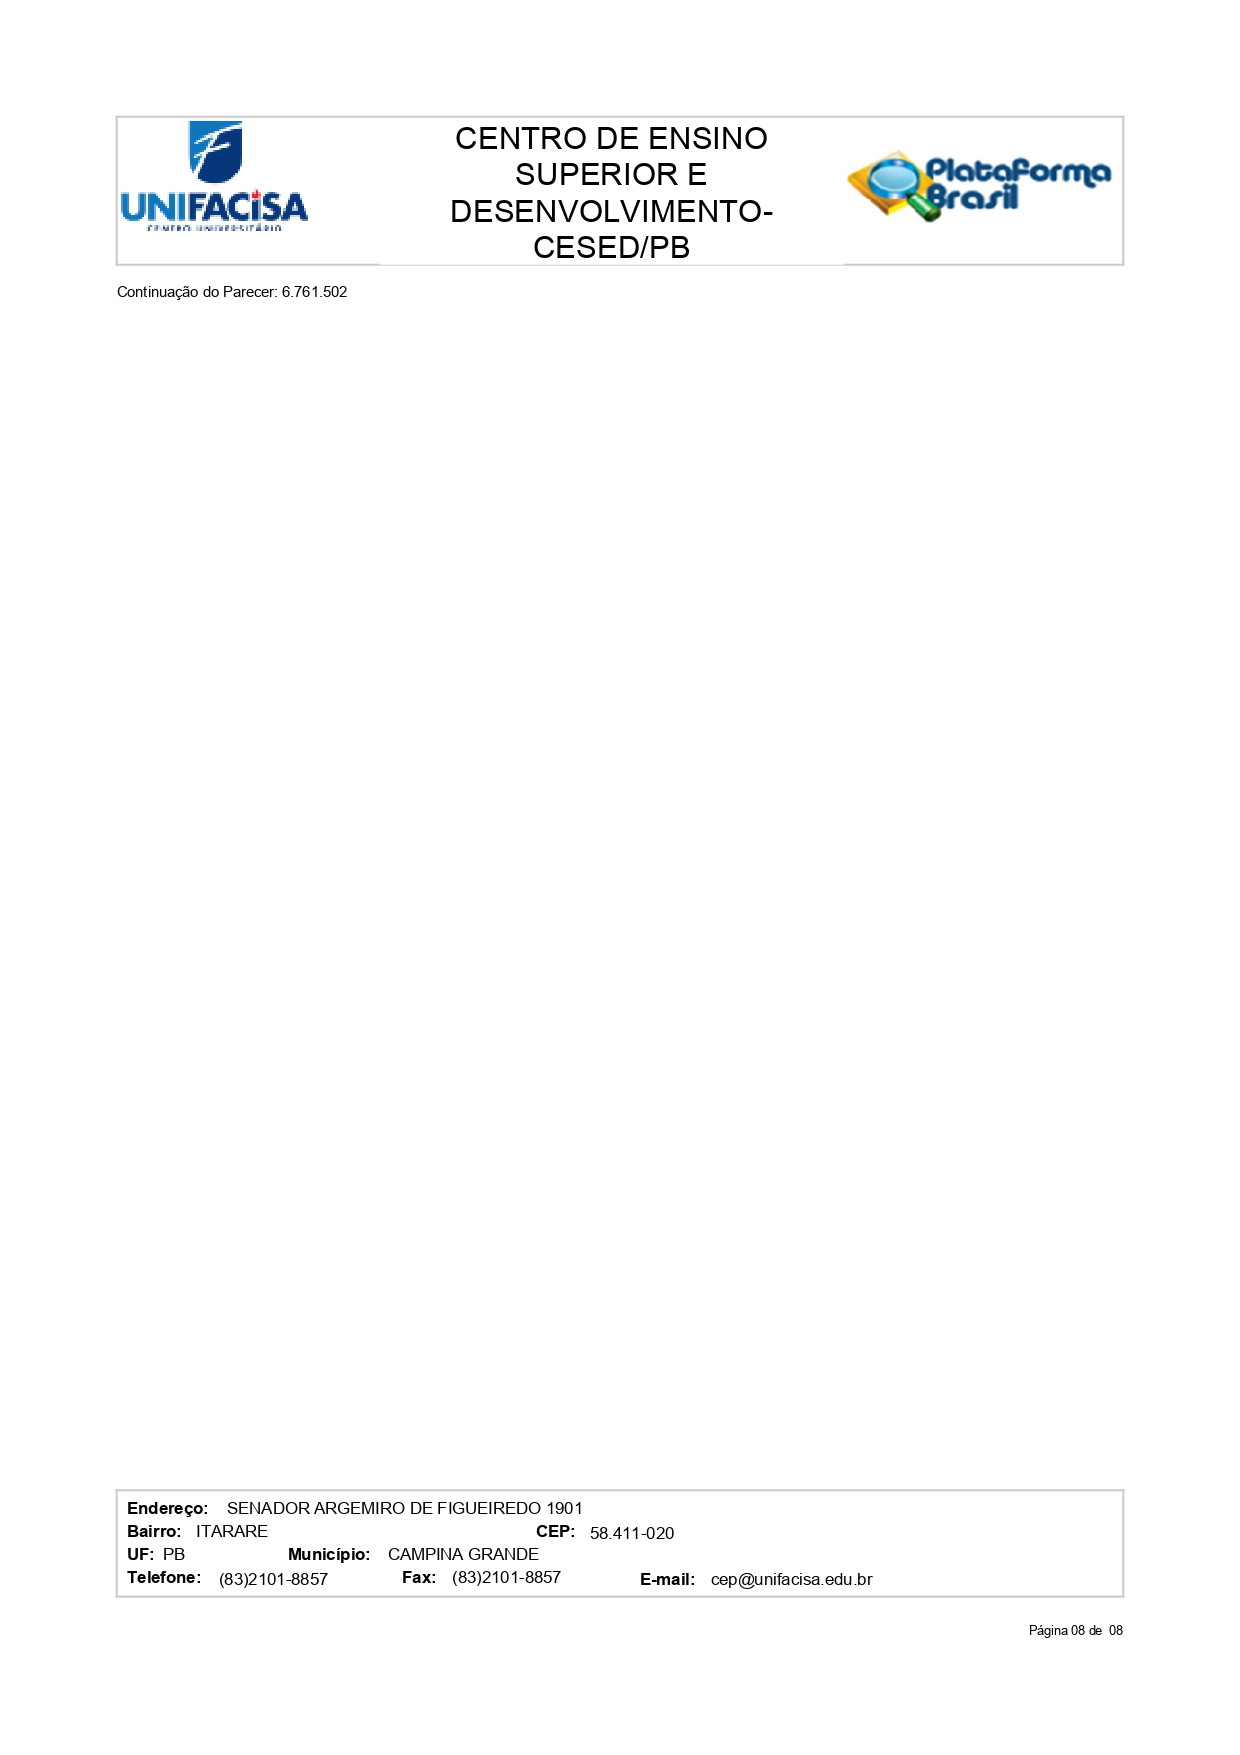 UNIFACISA
CENTRO UNIVERSITÁRIO
CENTRO DE ENSINO
SUPERIOR E
DESENVOLVIMENTO-
CESED/PB
Plataforma
Brasil
Continuação do Parecer: 6.761.502
Endereço: SENADOR ARGEMIRO DE FIGUEIREDO 1901
Bairro: ITARARE CEP: 58.411-020
UF: PB Município: CAMPINA GRANDE
Telefone: (83)2101-8857 Fax: (83)2101-8857 E-mail: cep@unifacisa.edu.br
Página 08 de 08